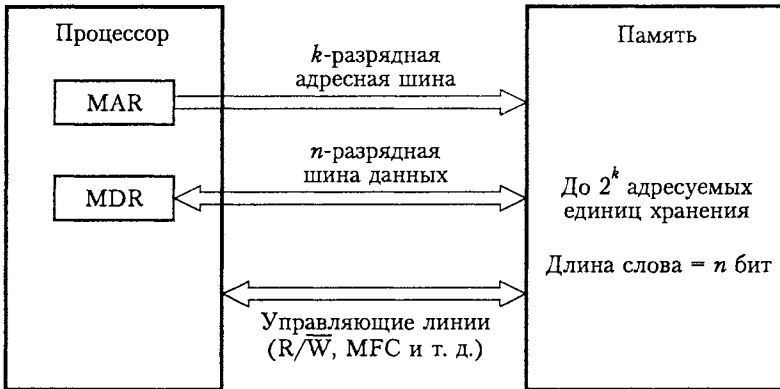 Процессор
Память
k-разрядная
адресная шина
MAR
n-разрядная
шина данных
MDR
До 2^k адресуемых
единиц хранения
Длина слова = n бит
Управляющие линии
(R/W̅, MFC и т. д.)